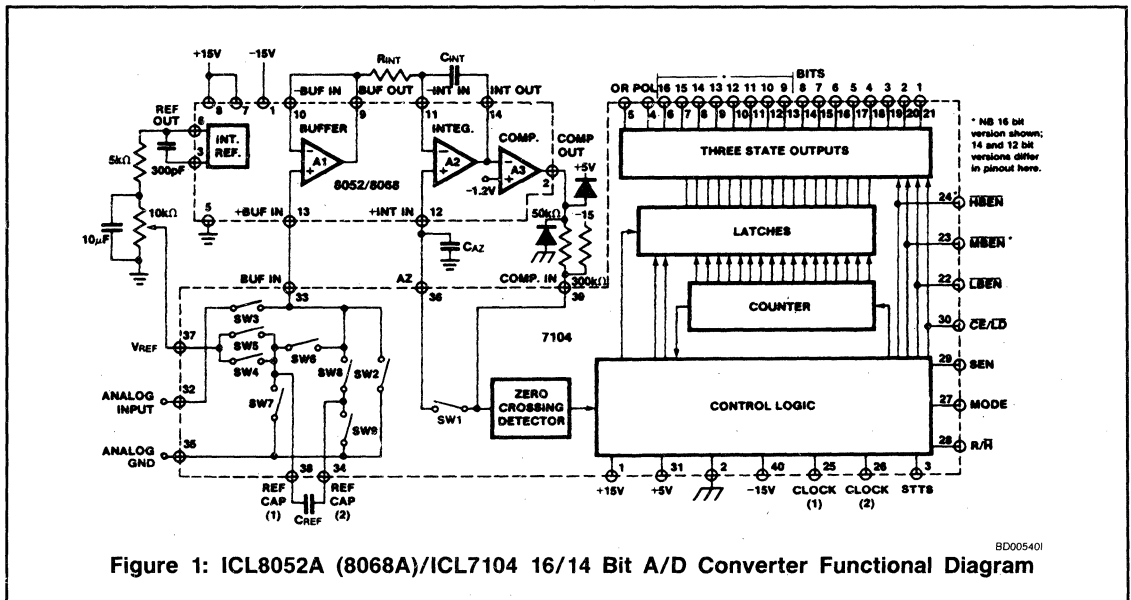 +15V
-15V
RINT
CINT
BITS
-BUF IN
BUF OUT
-INT IN
INT OUT
OR POL 16 15 14 13 12 11 10 9 8 7 6 5 4 3 2 1
REF OUT
8 7 1 10 9 11 14
5 4 6 7 8 9 10 11 12 13 14 15 16 17 18 19 20 21
BUFFER
INTEG.
COMP.
COMP OUT
6
INT. REF.
A1
A2
A3
2
+5V
THREE STATE OUTPUTS
* NB 16 bit
version shown;
14 and 12 bit
versions differ
in pinout here.
5kΩ
3
300pF
8052/8068
-1.2V
5
+BUF IN
13
+INT IN
12
50kΩ
-15
24*
HBEN
10kΩ
10μF
CAZ
LATCHES
23
MBEN *
BUF IN
AZ
COMP. IN
300kΩ
22
LBEN
33
36
39
COUNTER
37
SW3
7104
30
CE/LD
VREF
SW5
SW6
SW4
SW8
SW2
29
SEN
32
ANALOG
INPUT
SW7
SW1
ZERO
CROSSING
DETECTOR
CONTROL LOGIC
27
MODE
SW9
28
R/H
35
ANALOG
GND
38
34
1
31
2
40
25
26
3
REF
CAP
(1)
CREF
REF
CAP
(2)
+15V
+5V
-15V
CLOCK
(1)
CLOCK
(2)
STTS
BD00540I
Figure 1: ICL8052A (8068A)/ICL7104 16/14 Bit A/D Converter Functional Diagram